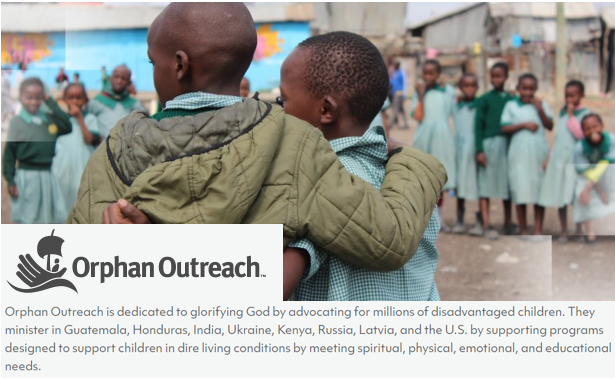 Orphan Outreach™
Orphan Outreach is dedicated to glorifying God by advocating for millions of disadvantaged children. They
minister in Guatemala, Honduras, India, Ukraine, Kenya, Russia, Latvia, and the U.S. by supporting programs
designed to support children in dire living conditions by meeting spiritual, physical, emotional, and educational
needs.